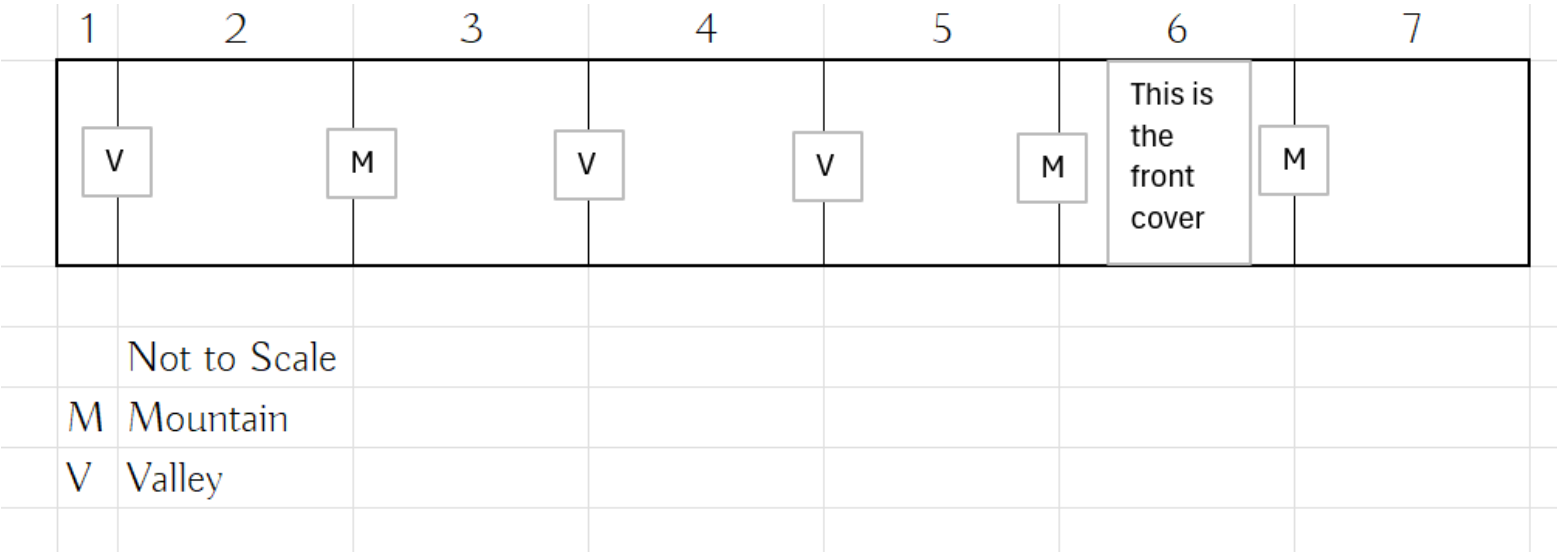 1 2 3 4 5 6 7
This is
the
front
cover
V M V V M M
Not to Scale
M Mountain
V Valley